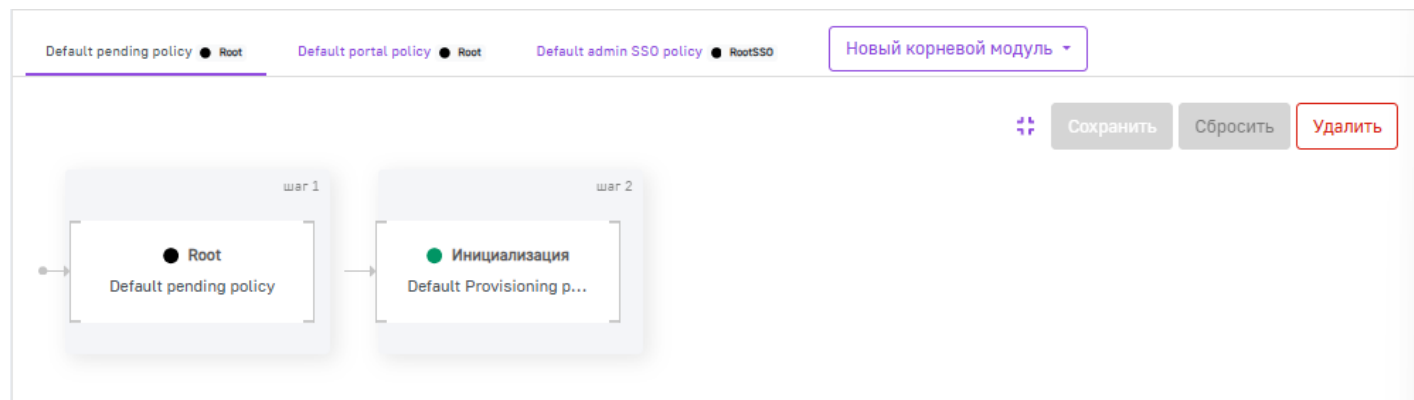 Default pending policy Root Default portal policy Root Default admin SSO policy RootSSO Новый корневой модуль
Сохранить Сбросить Удалить
шаг 1 шаг 2
Root Инициализация
Default pending policy Default Provisioning p...